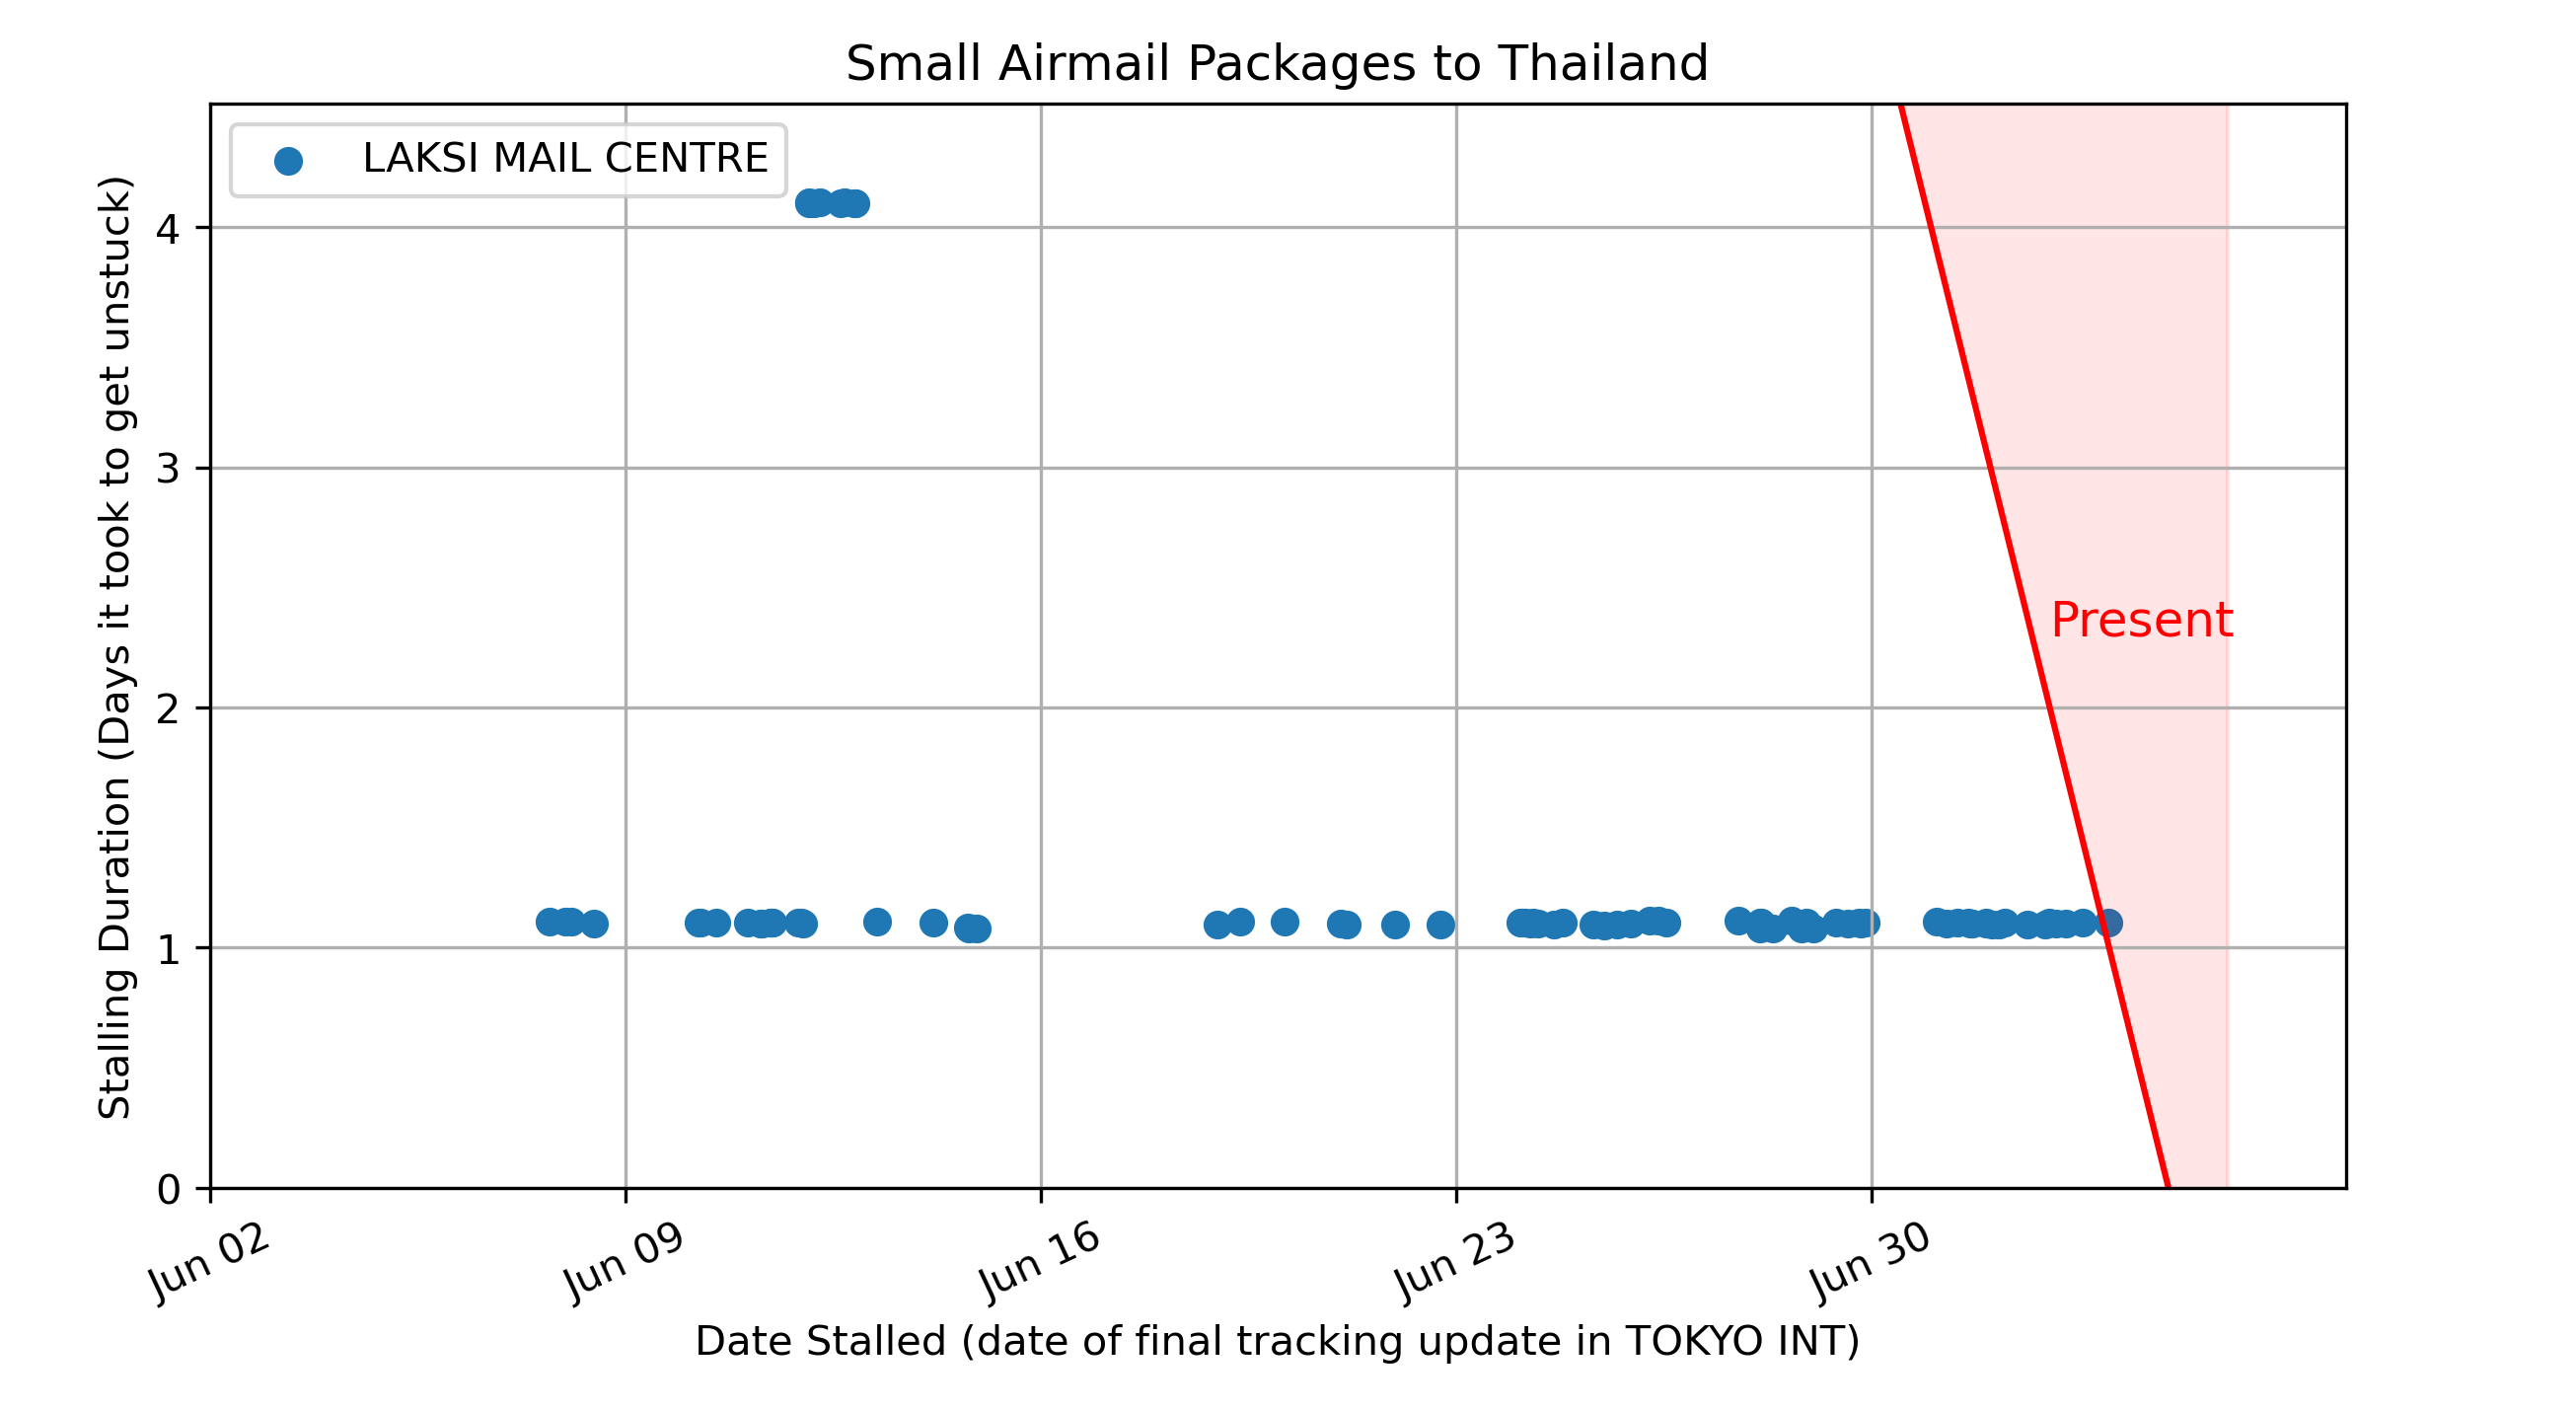 Small Airmail Packages to Thailand
LAKSI MAIL CENTRE
Stalling Duration (Days it took to get unstuck)
4
3
2
1
0
Present
Jun 02
Jun 09
Jun 16
Jun 23
Jun 30
Date Stalled (date of final tracking update in TOKYO INT)